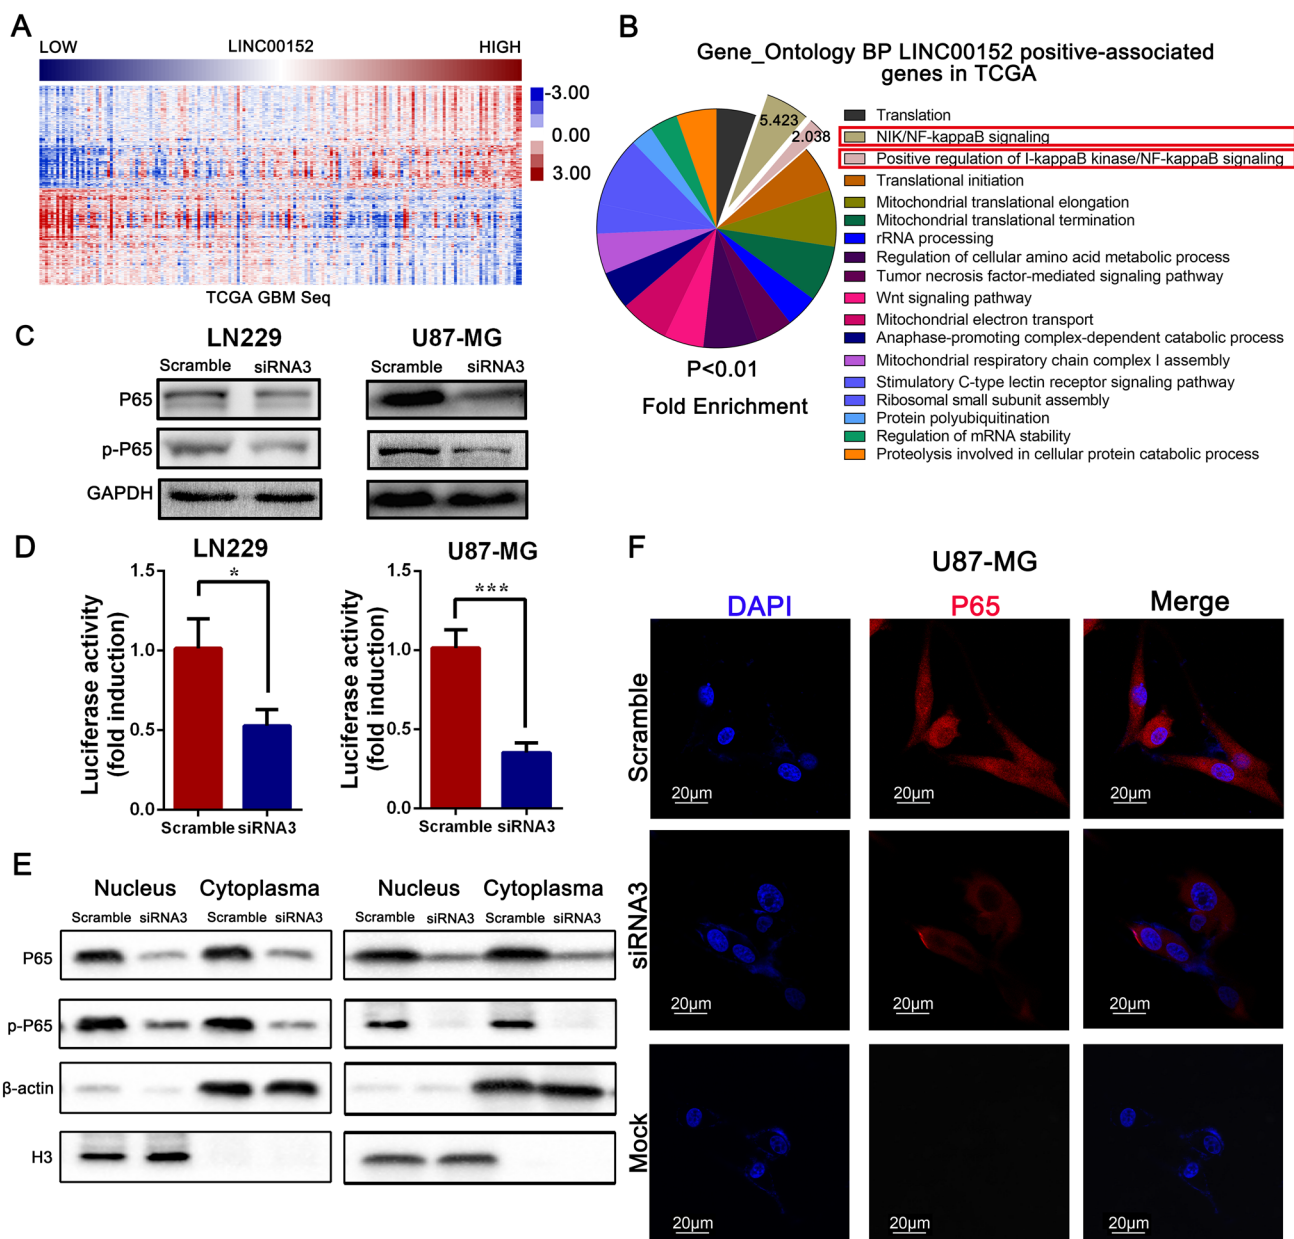 A
LOW LINC00152 HIGH
-3.00
0.00
3.00
TCGA GBM Seq
B
Gene_Ontology BP LINC00152 positive-associated
genes in TCGA
5.423
2.038
P<0.01
Fold Enrichment
Translation
NIK/NF-kappaB signaling
Positive regulation of I-kappaB kinase/NF-kappaB signaling
Translational initiation
Mitochondrial translational elongation
Mitochondrial translational termination
rRNA processing
Regulation of cellular amino acid metabolic process
Tumor necrosis factor-mediated signaling pathway
Wnt signaling pathway
Mitochondrial electron transport
Anaphase-promoting complex-dependent catabolic process
Mitochondrial respiratory chain complex I assembly
Stimulatory C-type lectin receptor signaling pathway
Ribosomal small subunit assembly
Protein polyubiquitination
Regulation of mRNA stability
Proteolysis involved in cellular protein catabolic process
C
LN229 U87-MG
Scramble siRNA3 Scramble siRNA3
P65
p-P65
GAPDH
D
LN229
Luciferase activity
(fold induction)
1.5
1.0
0.5
0.0
*
Scramble siRNA3
U87-MG
Luciferase activity
(fold induction)
1.5
1.0
0.5
0.0
***
Scramble siRNA3
E
Nucleus Cytoplasma Nucleus Cytoplasma
Scramble siRNA3 Scramble siRNA3 Scramble siRNA3 Scramble siRNA3
P65
p-P65
β-actin
H3
F
U87-MG
DAPI P65 Merge
Scramble
20μm 20μm 20μm
siRNA3
20μm 20μm 20μm
Mock
20μm 20μm 20μm